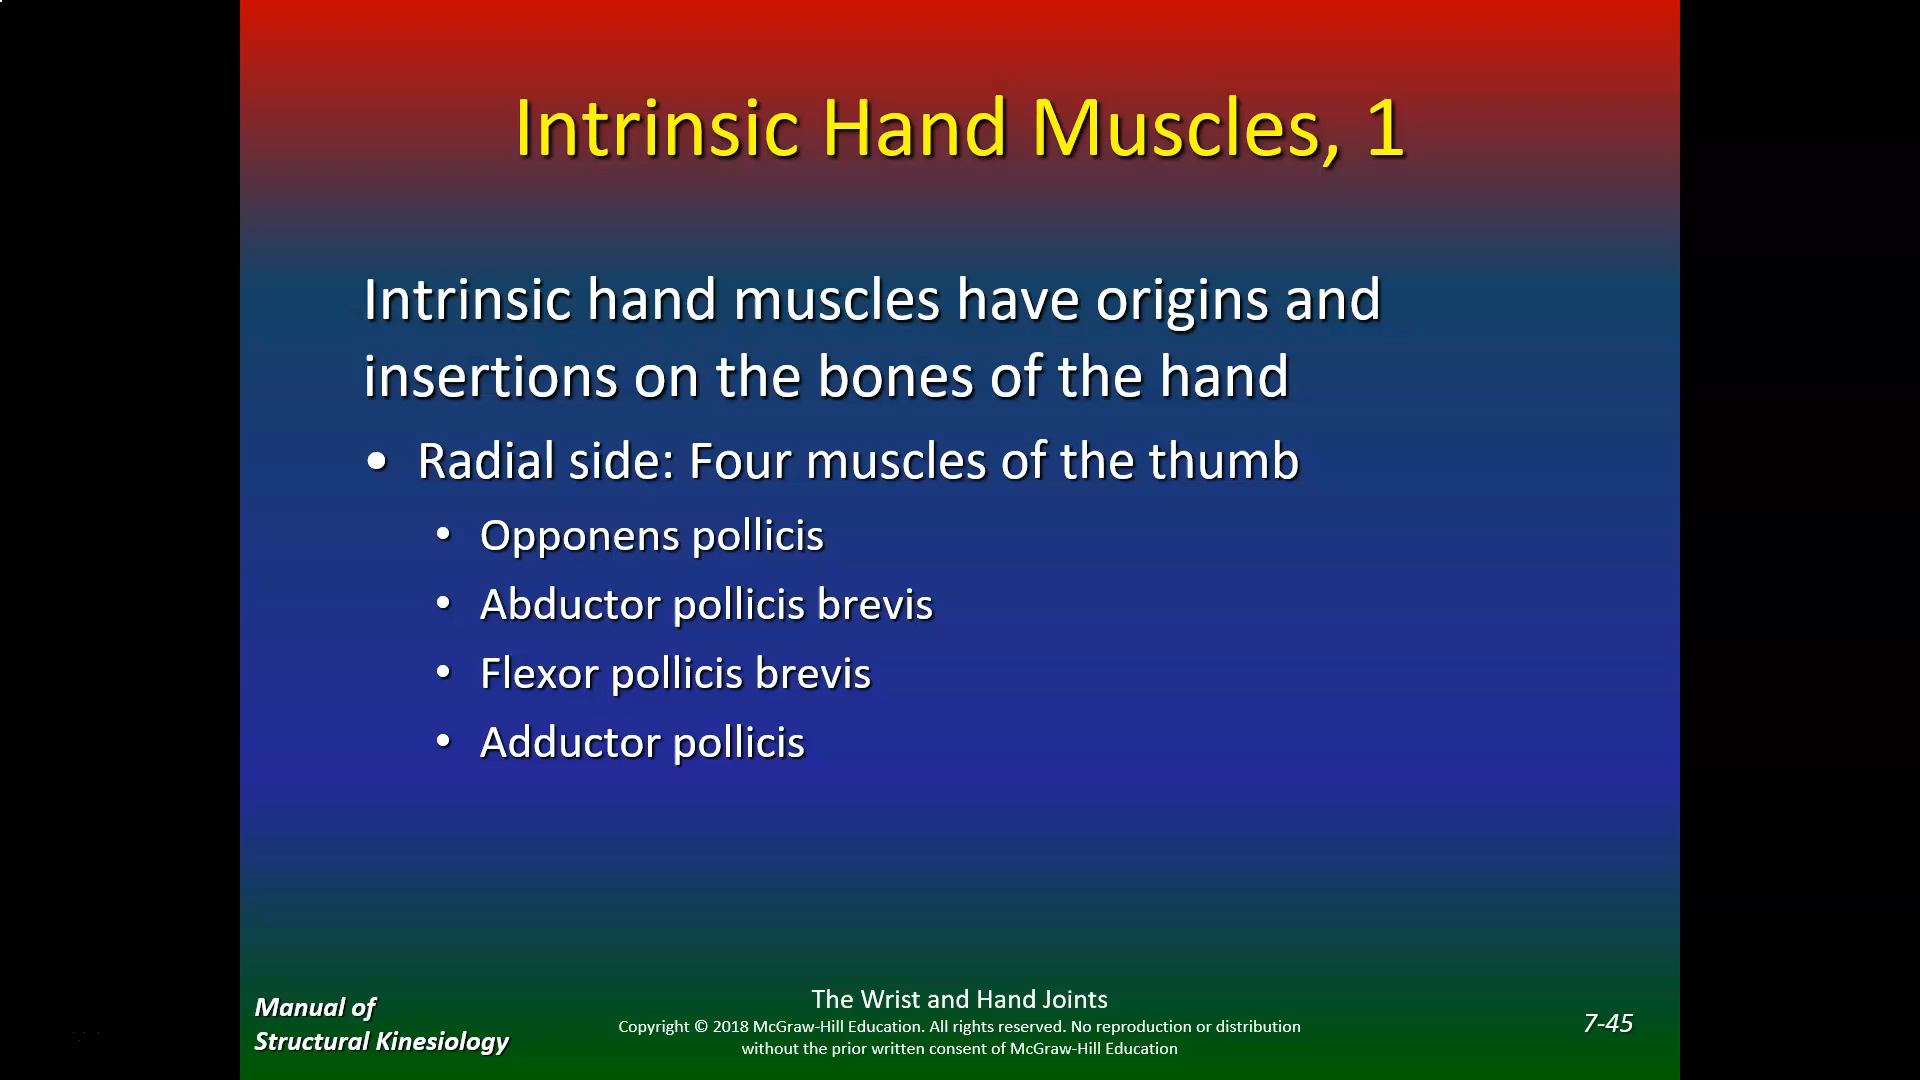 Intrinsic Hand Muscles, 1
Intrinsic hand muscles have origins and
insertions on the bones of the hand
• Radial side: Four muscles of the thumb
• Opponens pollicis
• Abductor pollicis brevis
• Flexor pollicis brevis
• Adductor pollicis
Manual of
Structural Kinesiology
The Wrist and Hand Joints
Copyright © 2018 McGraw-Hill Education. All rights reserved. No reproduction or distribution
without the prior written consent of McGraw-Hill Education
7-45